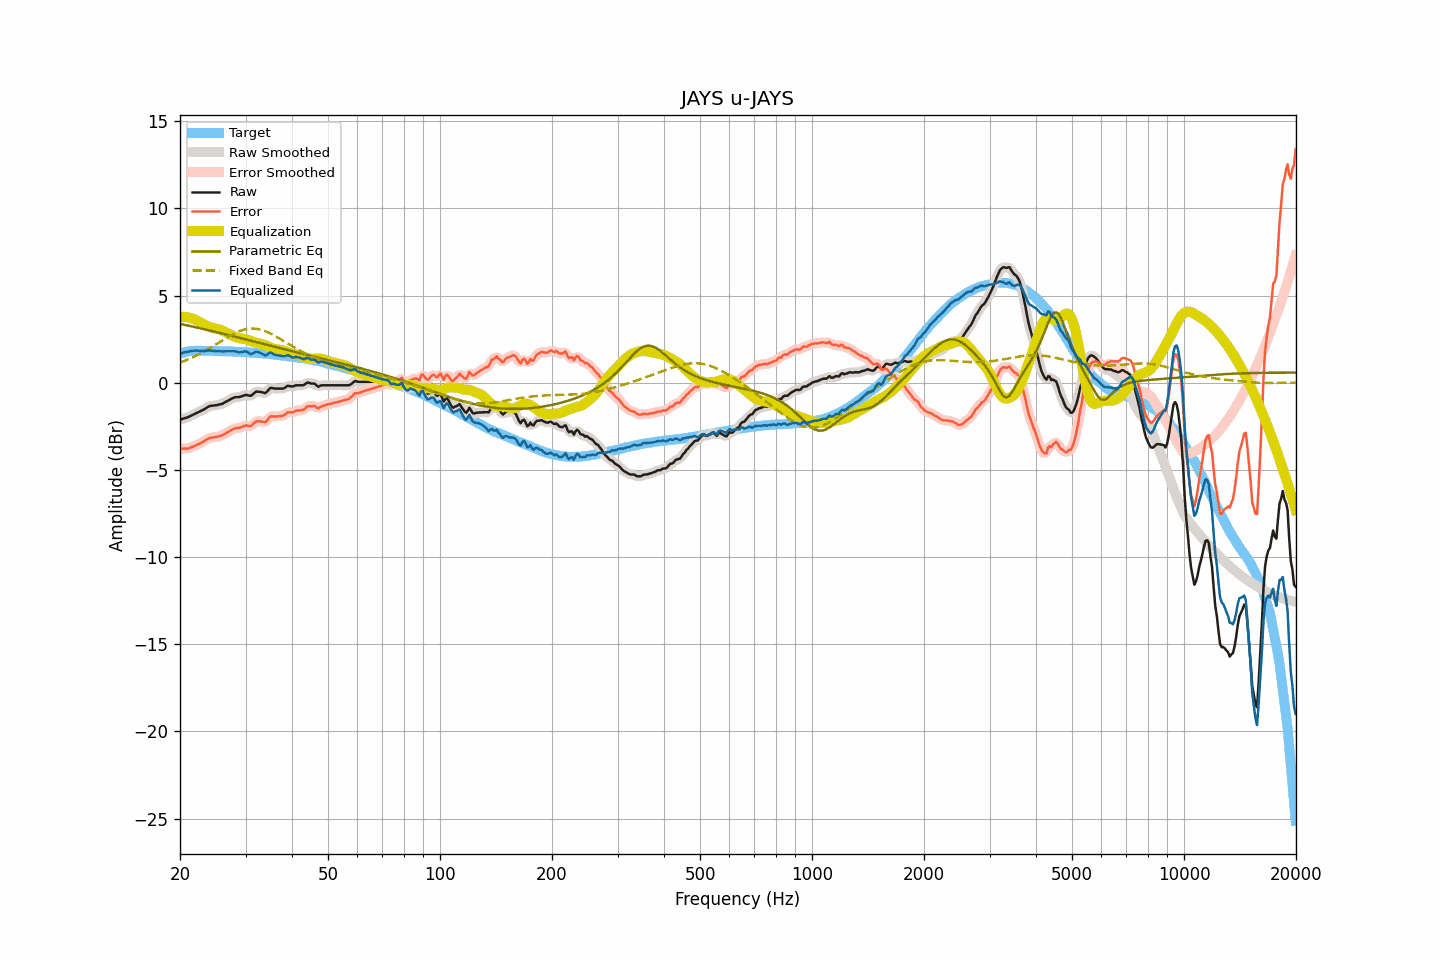 JAYS u-JAYS
15
10
5
0
−5
−10
−15
−20
−25
Amplitude (dBr)
Target
Raw Smoothed
Error Smoothed
Raw
Error
Equalization
Parametric Eq
Fixed Band Eq
Equalized
20 50 100 200 500 1000 2000 5000 10000 20000
Frequency (Hz)